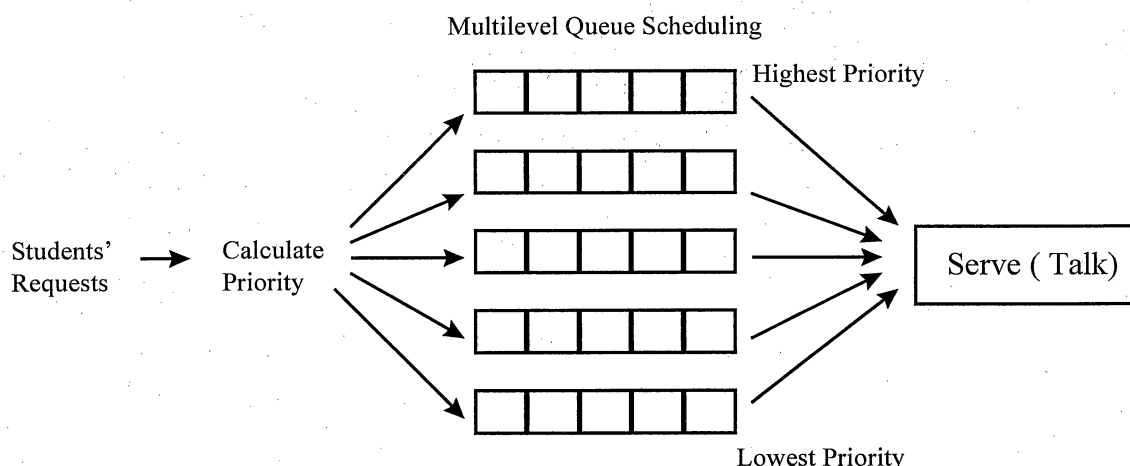 Multilevel Queue Scheduling
Highest Priority
Students’
Requests
Calculate
Priority
Serve ( Talk)
Lowest Priority